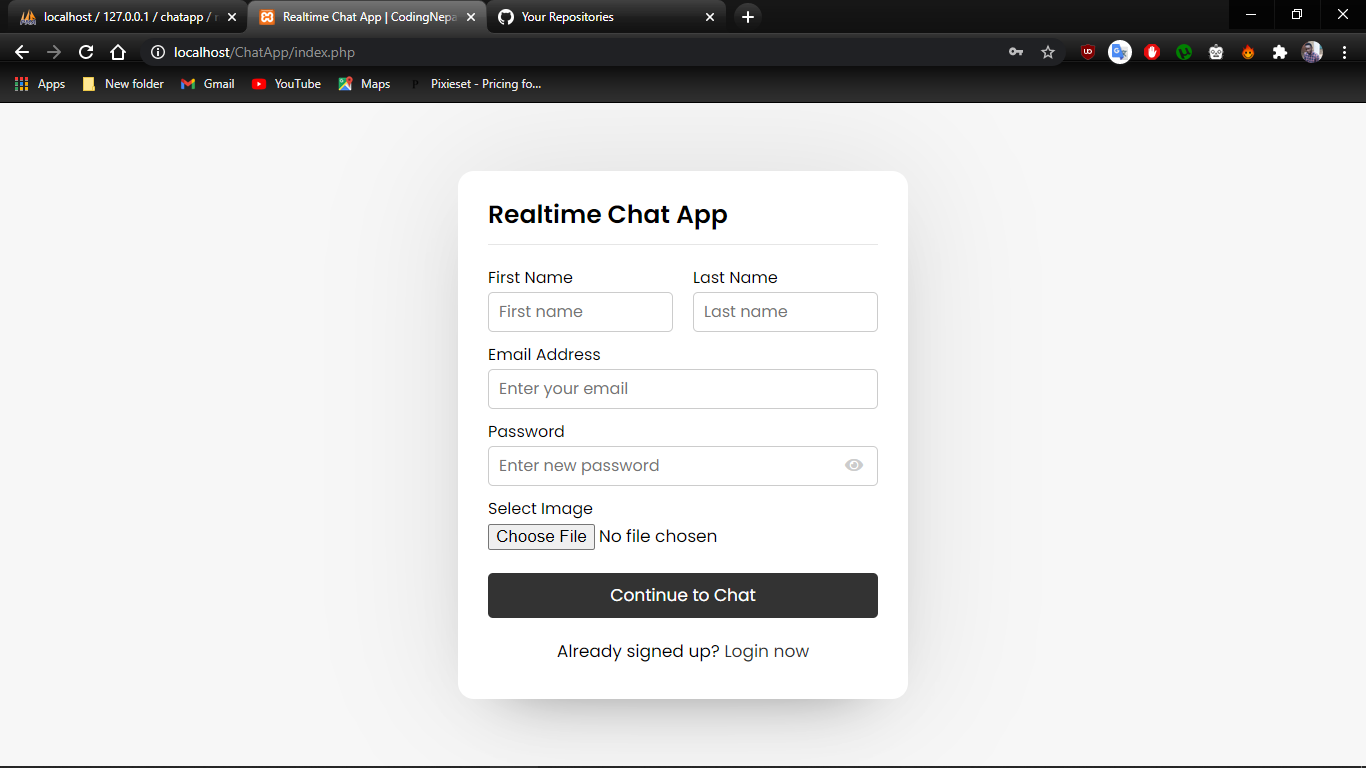 localhost / 127.0.0.1 / chatapp /
Realtime Chat App | CodingNepa
Your Repositories
localhost/ChatApp/index.php
Apps
New folder
Gmail
YouTube
Maps
Pixieset - Pricing fo...
Realtime Chat App
First Name
Last Name
First name
Last name
Email Address
Enter your email
Password
Enter new password
Select Image
Choose File No file chosen
Continue to Chat
Already signed up? Login now